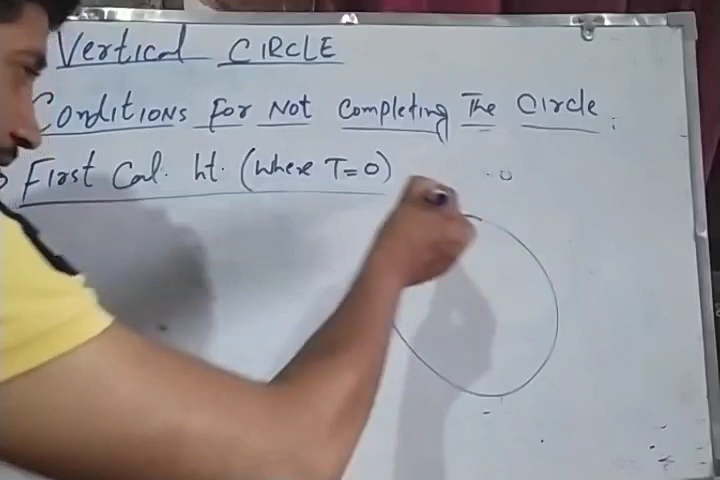 Vertical CIRCLE
Conditions For Not Completing The Circle :
First Cal. ht. (where T=0)